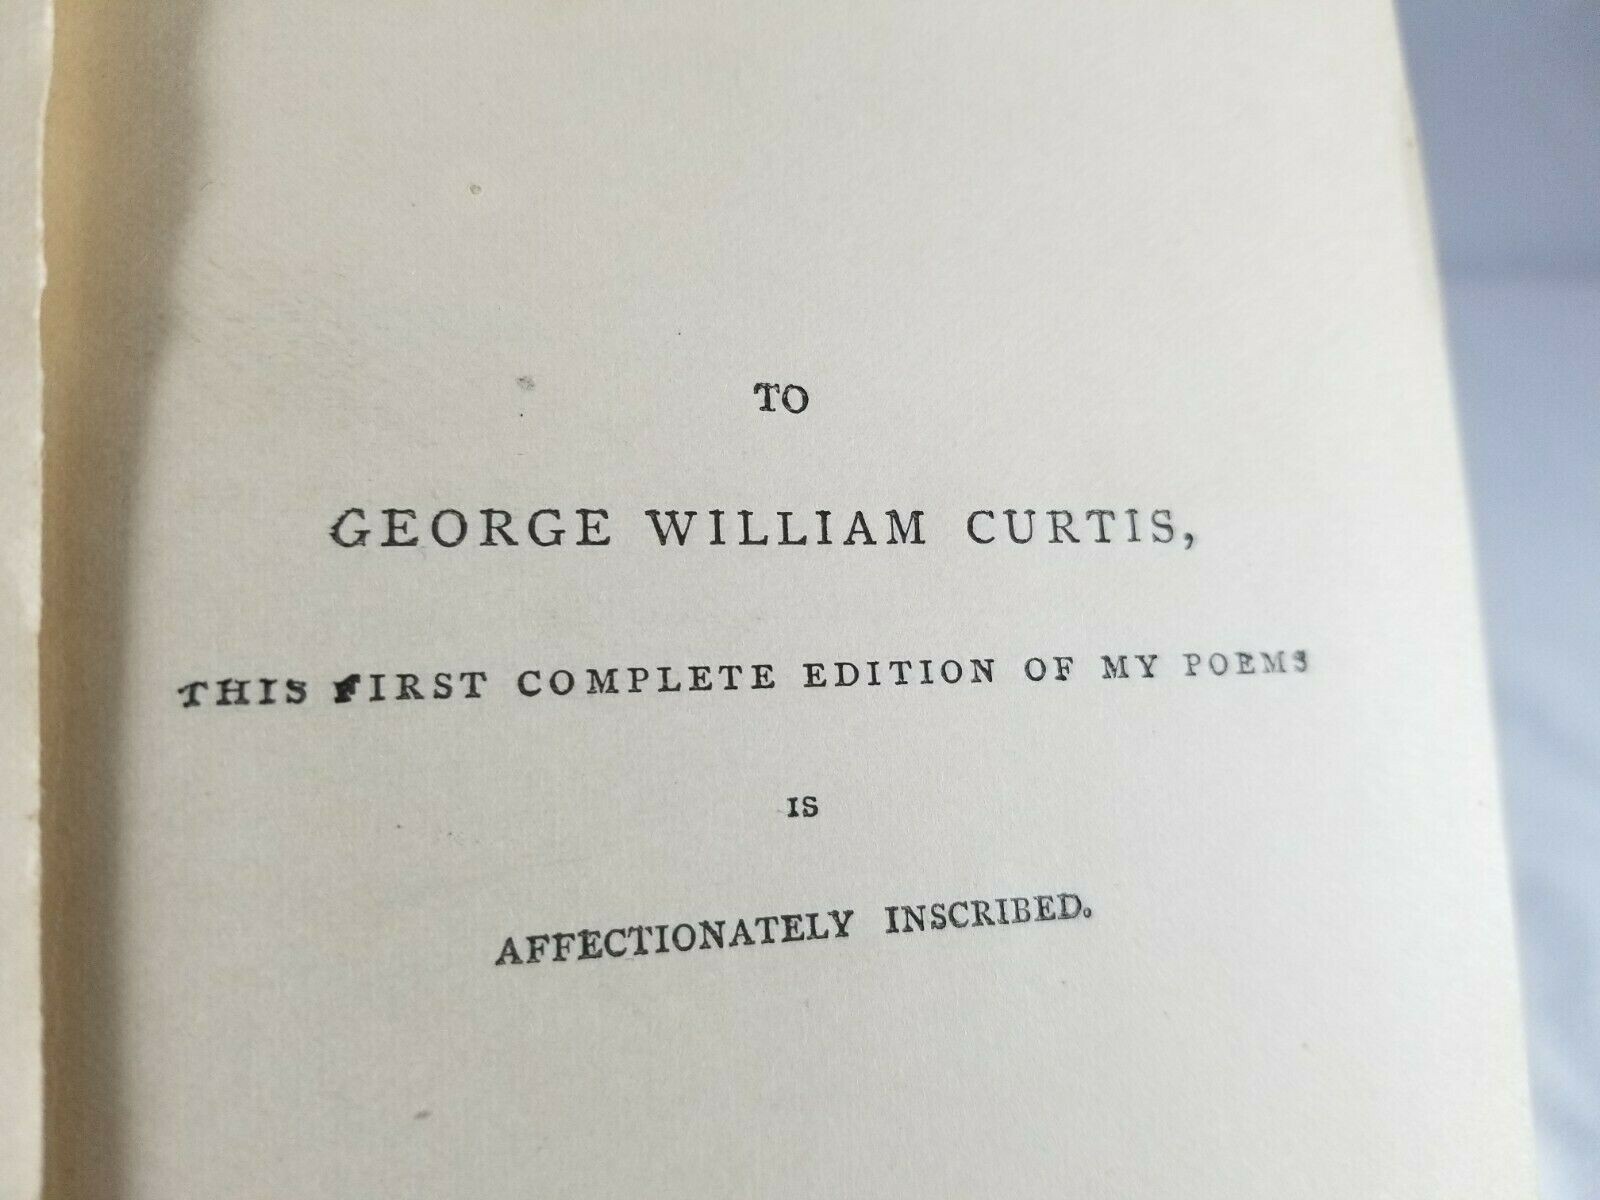 TO
GEORGE WILLIAM CURTIS,
THIS FIRST COMPLETE EDITION OF MY POEMS
IS
AFFECTIONATELY INSCRIBED.